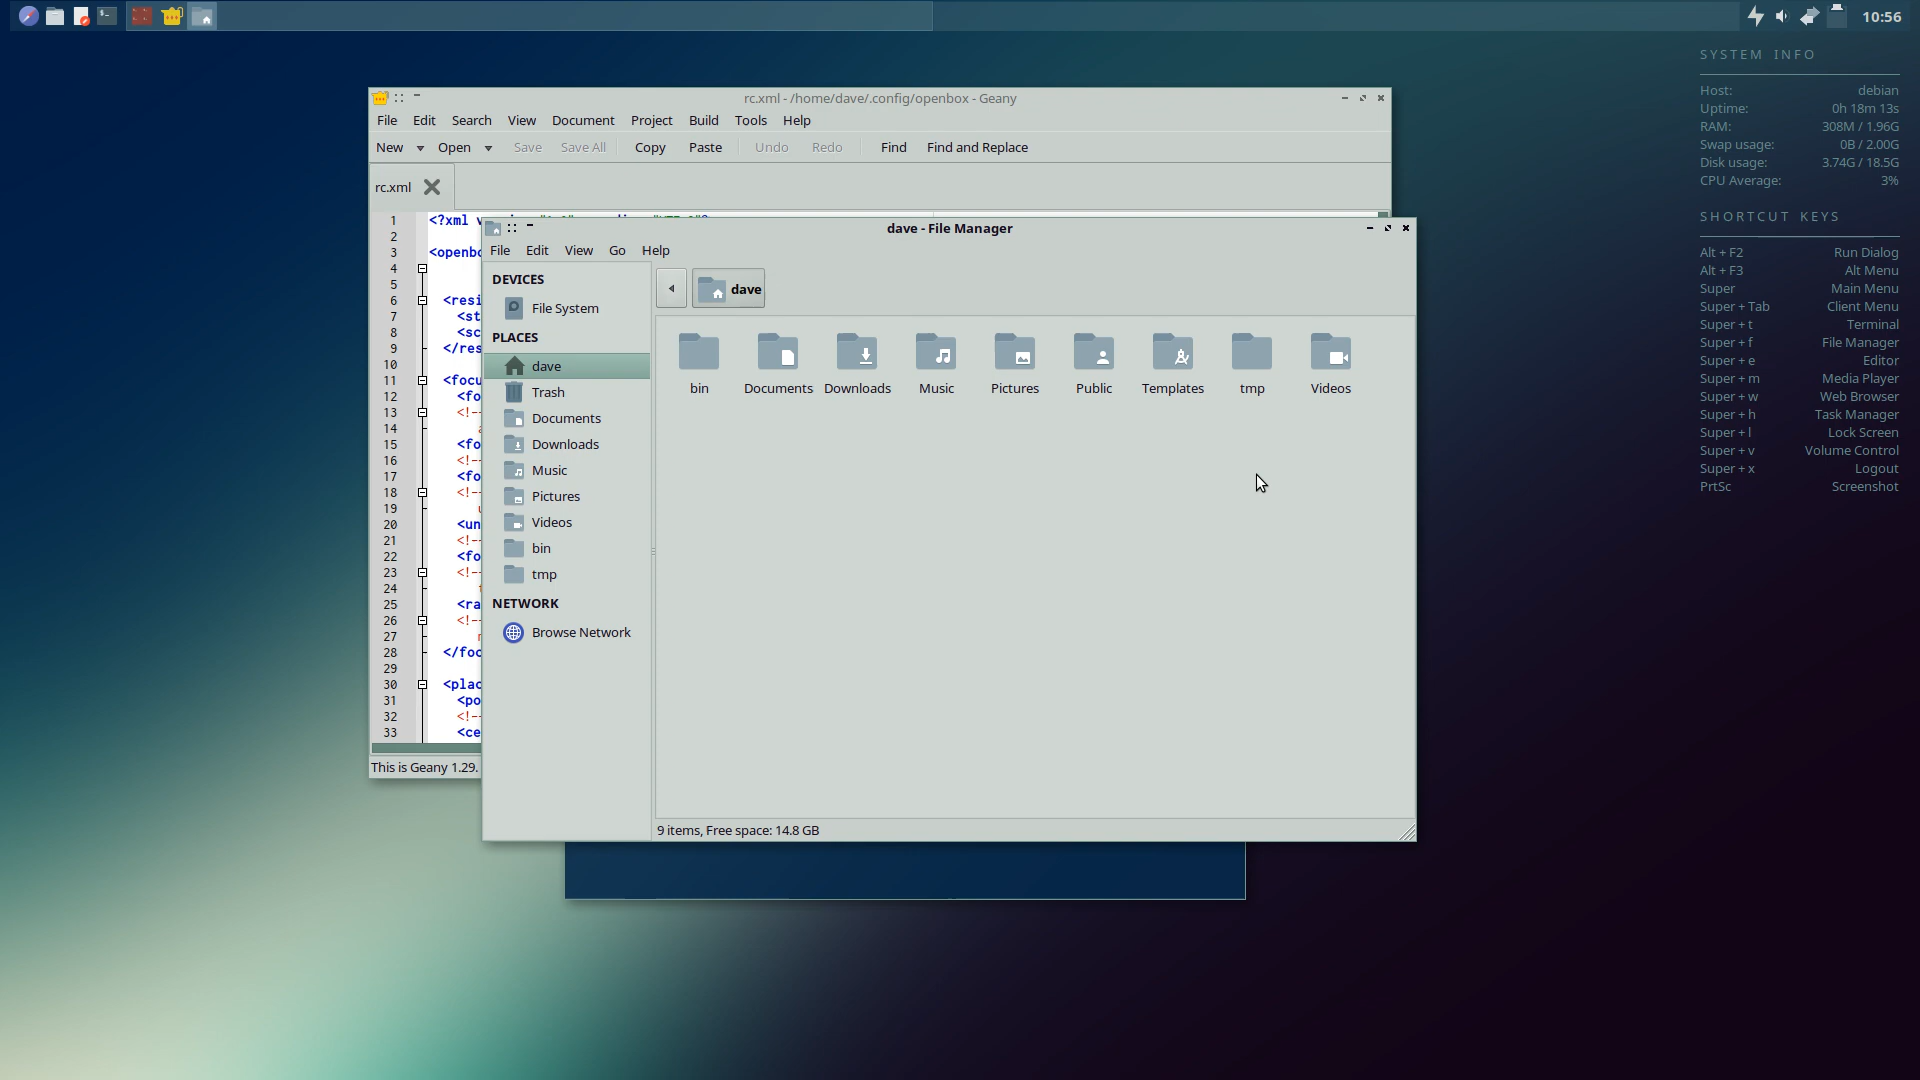 10:56
SYSTEM INFO
Host: debian
Uptime: 0h 18m 13s
RAM: 308M / 1.96G
Swap usage: 0B / 2.00G
Disk usage: 3.74G / 18.5G
CPU Average: 3%
SHORTCUT KEYS
Alt + F2 Run Dialog
Alt + F3 Alt Menu
Super Main Menu
Super + Tab Client Menu
Super + t Terminal
Super + f File Manager
Super + e Editor
Super + m Media Player
Super + w Web Browser
Super + h Task Manager
Super + l Lock Screen
Super + v Volume Control
Super + x Logout
PrtSc Screenshot
rc.xml - /home/dave/.config/openbox - Geany
File Edit Search View Document Project Build Tools Help
New Open Save Save All Copy Paste Undo Redo Find Find and Replace
rc.xml
1 <?xml
2
3 <openbo
4
5
6 <resi
7 <st
8 <sc
9 </res
10
11 <focu
12 <fo
13 <!--
14
15 <fo
16 <!--
17 <fo
18 <!--
19
20 <un
21 <!--
22 <fo
23 <!--
24
25 <ra
26 <!--
27
28 </foc
29
30 <plac
31 <po
32 <!--
33 <ce
This is Geany 1.29.
dave - File Manager
File Edit View Go Help
DEVICES
File System
PLACES
dave
Trash
Documents
Downloads
Music
Pictures
Videos
bin
tmp
NETWORK
Browse Network
dave
bin Documents Downloads Music Pictures Public Templates tmp Videos
9 items, Free space: 14.8 GB